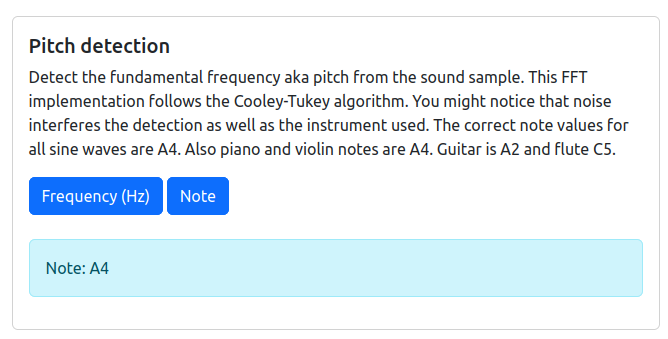 Pitch detection
Detect the fundamental frequency aka pitch from the sound sample. This FFT
implementation follows the Cooley-Tukey algorithm. You might notice that noise
interferes the detection as well as the instrument used. The correct note values for
all sine waves are A4. Also piano and violin notes are A4. Guitar is A2 and flute C5.
Frequency (Hz) Note
Note: A4